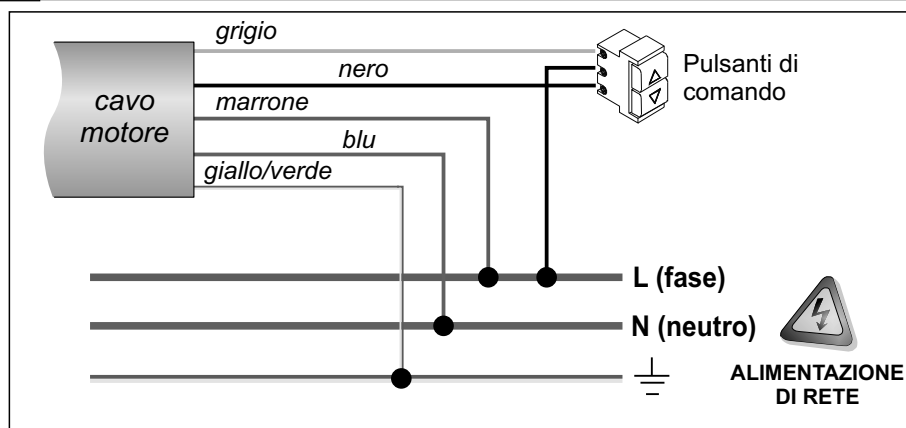 grigio
nero
marrone
blu
giallo/verde
cavo
motore
Pulsanti di
comando
L (fase)
N (neutro)
ALIMENTAZIONE
DI RETE